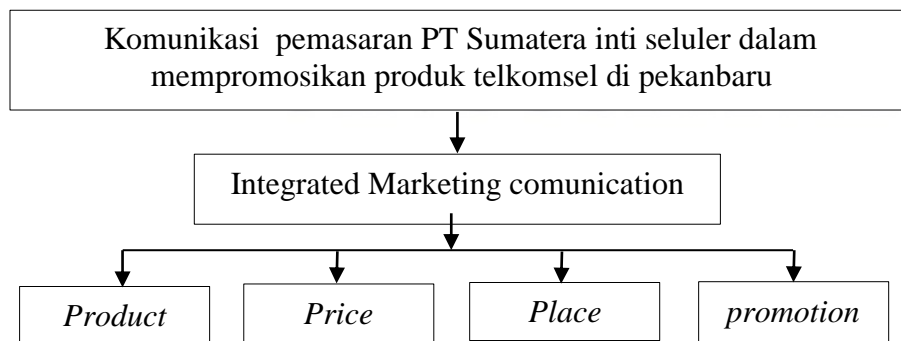 Komunikasi pemasaran PT Sumatera inti seluler dalam
mempromosikan produk telkomsel di pekanbaru
Integrated Marketing comunication
Product
Price
Place
promotion